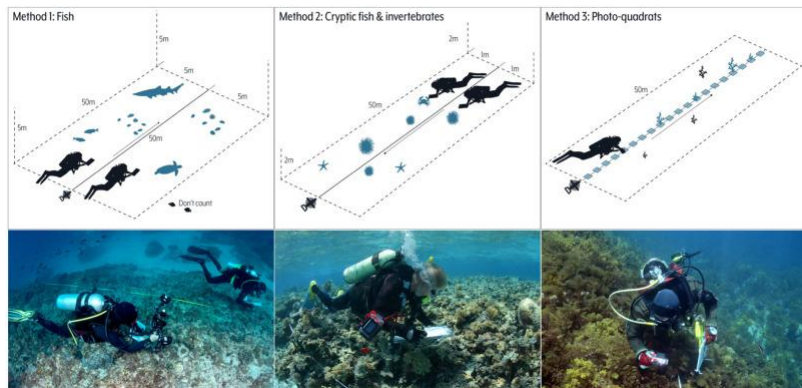 Method 1: Fish
5m
5m
5m
50m
5m
5m
50m
Don't count
Method 2: Cryptic fish & invertebrates
2m
1m
1m
50m
2m
Method 3: Photo-quadrats
50m